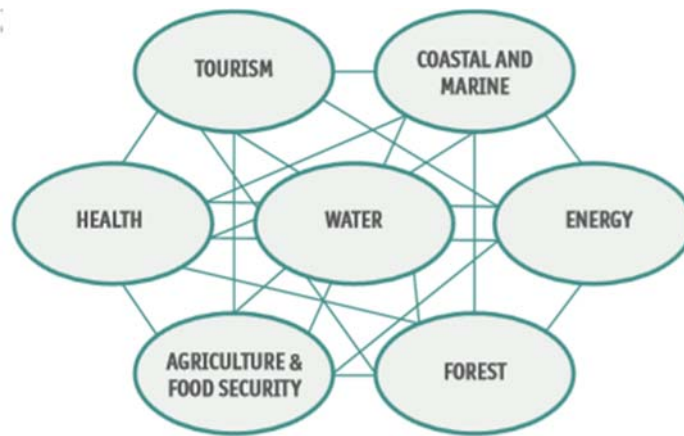 TOURISM
COASTAL AND
MARINE
HEALTH
WATER
ENERGY
AGRICULTURE &
FOOD SECURITY
FOREST